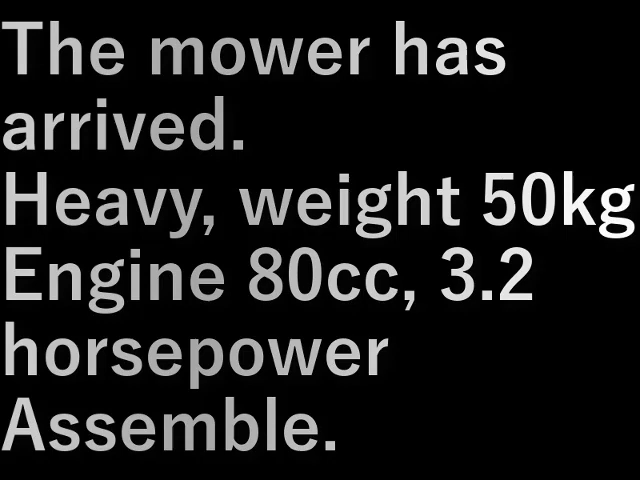 The mower has
arrived.
Heavy, weight 50kg
Engine 80cc, 3.2
horsepower
Assemble.